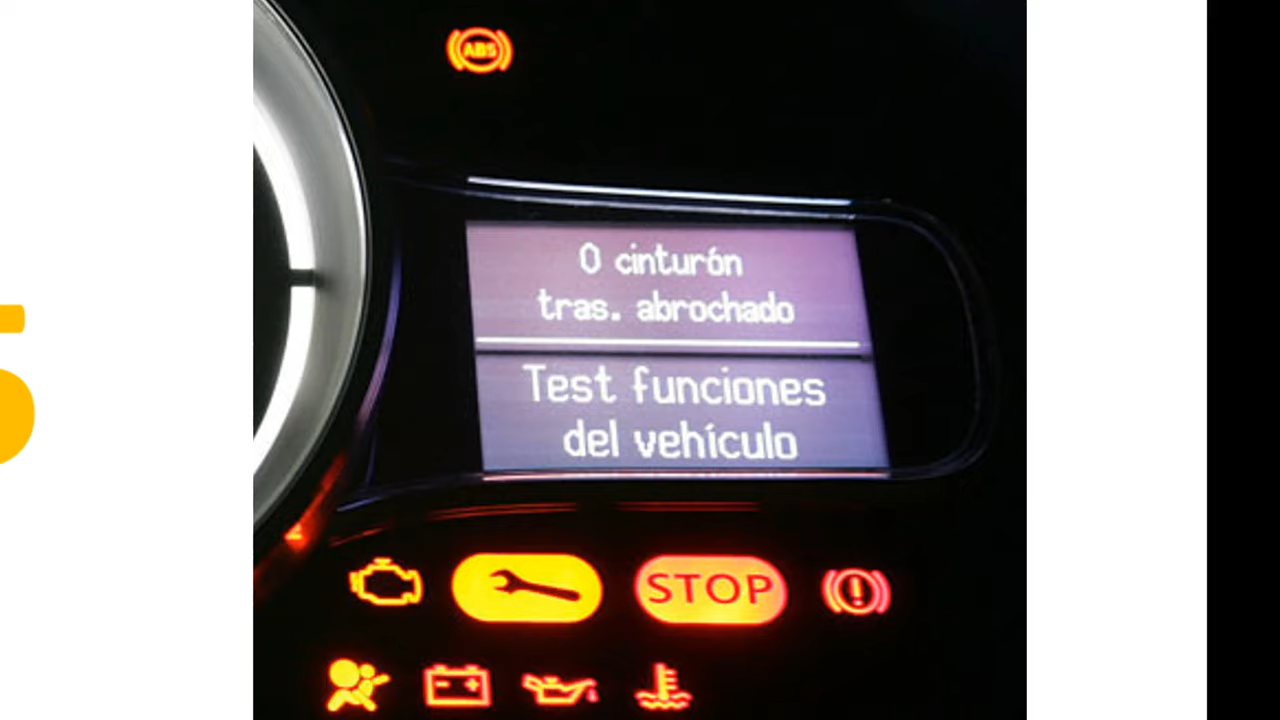 ABS
0 cinturón
tras. abrochado
Test funciones
del vehículo
STOP